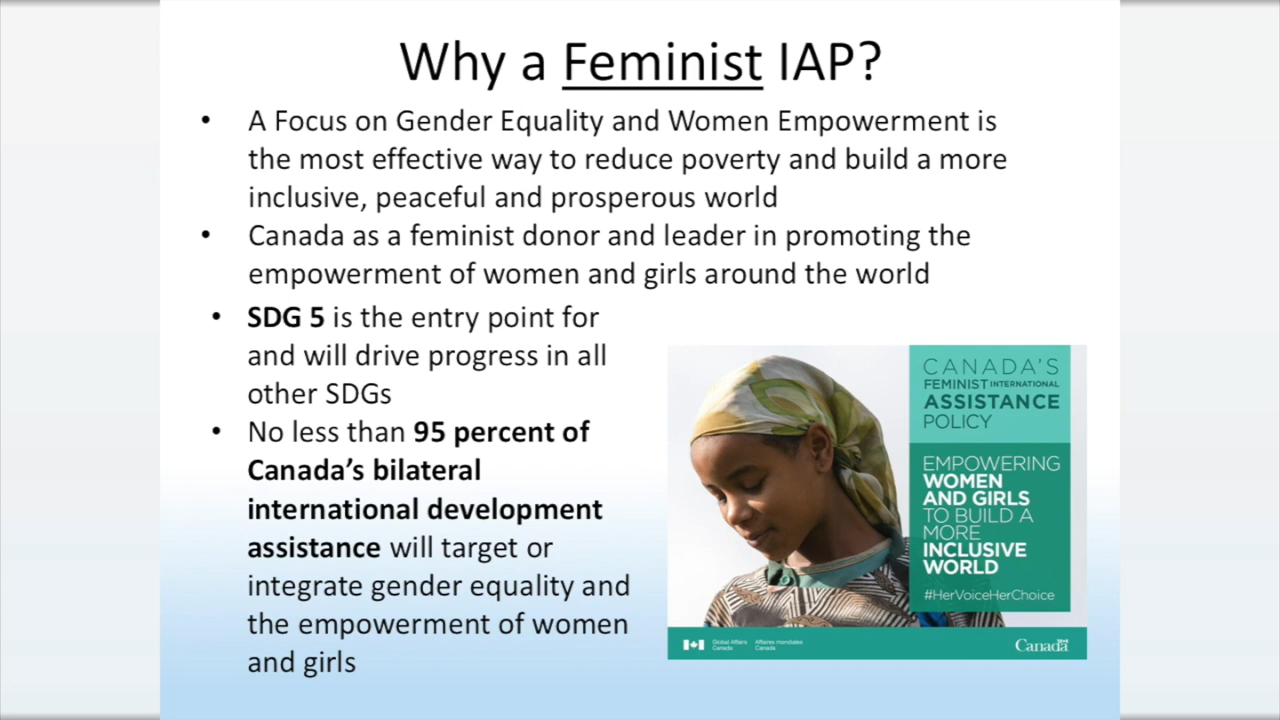 Why a Feminist IAP?
• A Focus on Gender Equality and Women Empowerment is
the most effective way to reduce poverty and build a more
inclusive, peaceful and prosperous world
• Canada as a feminist donor and leader in promoting the
empowerment of women and girls around the world
• SDG 5 is the entry point for
and will drive progress in all
other SDGs
• No less than 95 percent of
Canada’s bilateral
international development
assistance will target or
integrate gender equality and
the empowerment of women
and girls
CANADA'S
FEMINIST INTERNATIONAL
ASSISTANCE
POLICY
EMPOWERING
WOMEN
AND GIRLS
TO BUILD A
MORE
INCLUSIVE
WORLD
#HerVoiceHerChoice
Global Affairs Affaires mondiales
Canada Canada
Canada